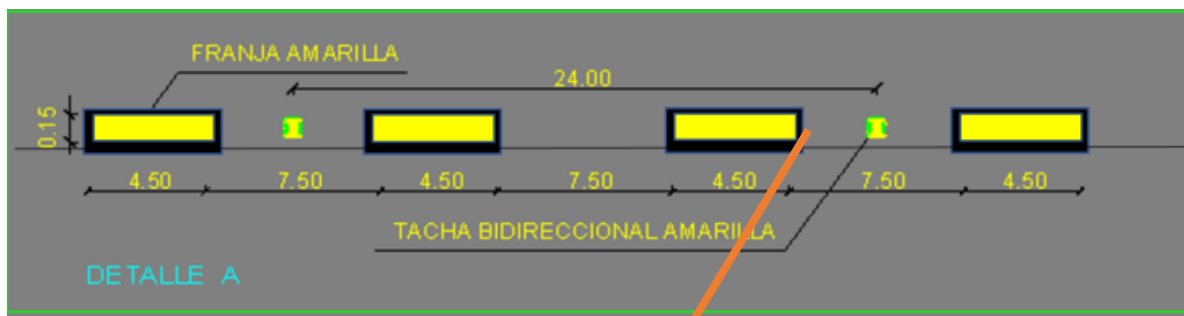 FRANJA AMARILLA
24.00
0.15
4.50 7.50 4.50 7.50 4.50 7.50 4.50
TACHA BIDIRECCIONAL AMARILLA
DETALLE A